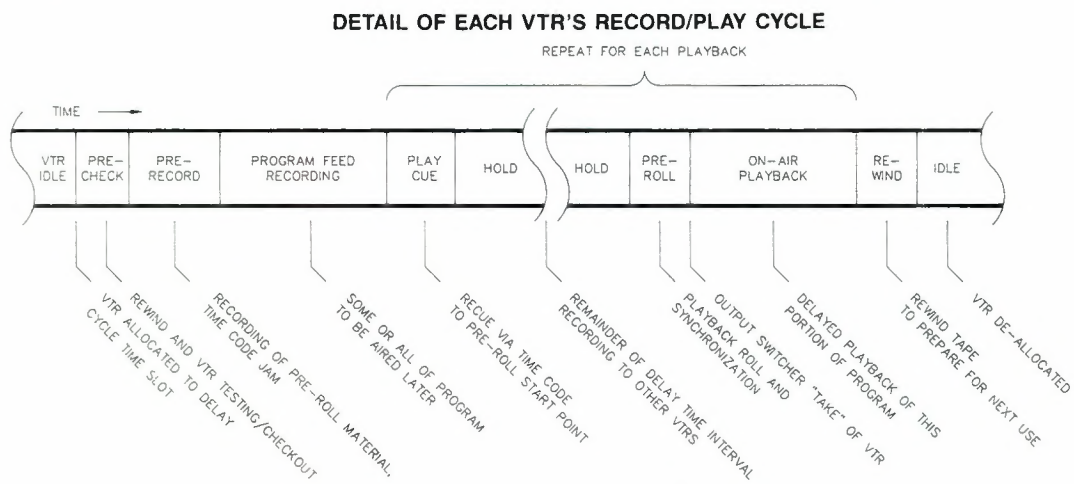 DETAIL OF EACH VTR'S RECORD/PLAY CYCLE
REPEAT FOR EACH PLAYBACK
TIME
VTR
IDLE
PRE-
CHECK
PRE-
RECORD
PROGRAM FEED
RECORDING
PLAY
CUE
HOLD
HOLD
PRE-
ROLL
ON-AIR
PLAYBACK
RE-
WIND
IDLE
VTR ALLOCATED TO DELAY
CYCLE TIME SLOT
REWIND AND VTR TESTING/CHECKOUT
RECORDING OF PRE-ROLL MATERIAL,
TIME CODE JAM
SOME OR ALL OF PROGRAM
TO BE AIRED LATER
RECUE VIA TIME CODE
TO PRE-ROLL START POINT
REMAINDER OF DELAY TIME INTERVAL
RECORDING TO OTHER VTRS
PLAYBACK ROLL AND
SYNCHRONIZATION
OUTPUT SWITCHER "TAKE" OF VTR
DELAYED PLAYBACK OF THIS
PORTION OF PROGRAM
REWIND TAPE
TO PREPARE FOR NEXT USE
VTR DE-ALLOCATED